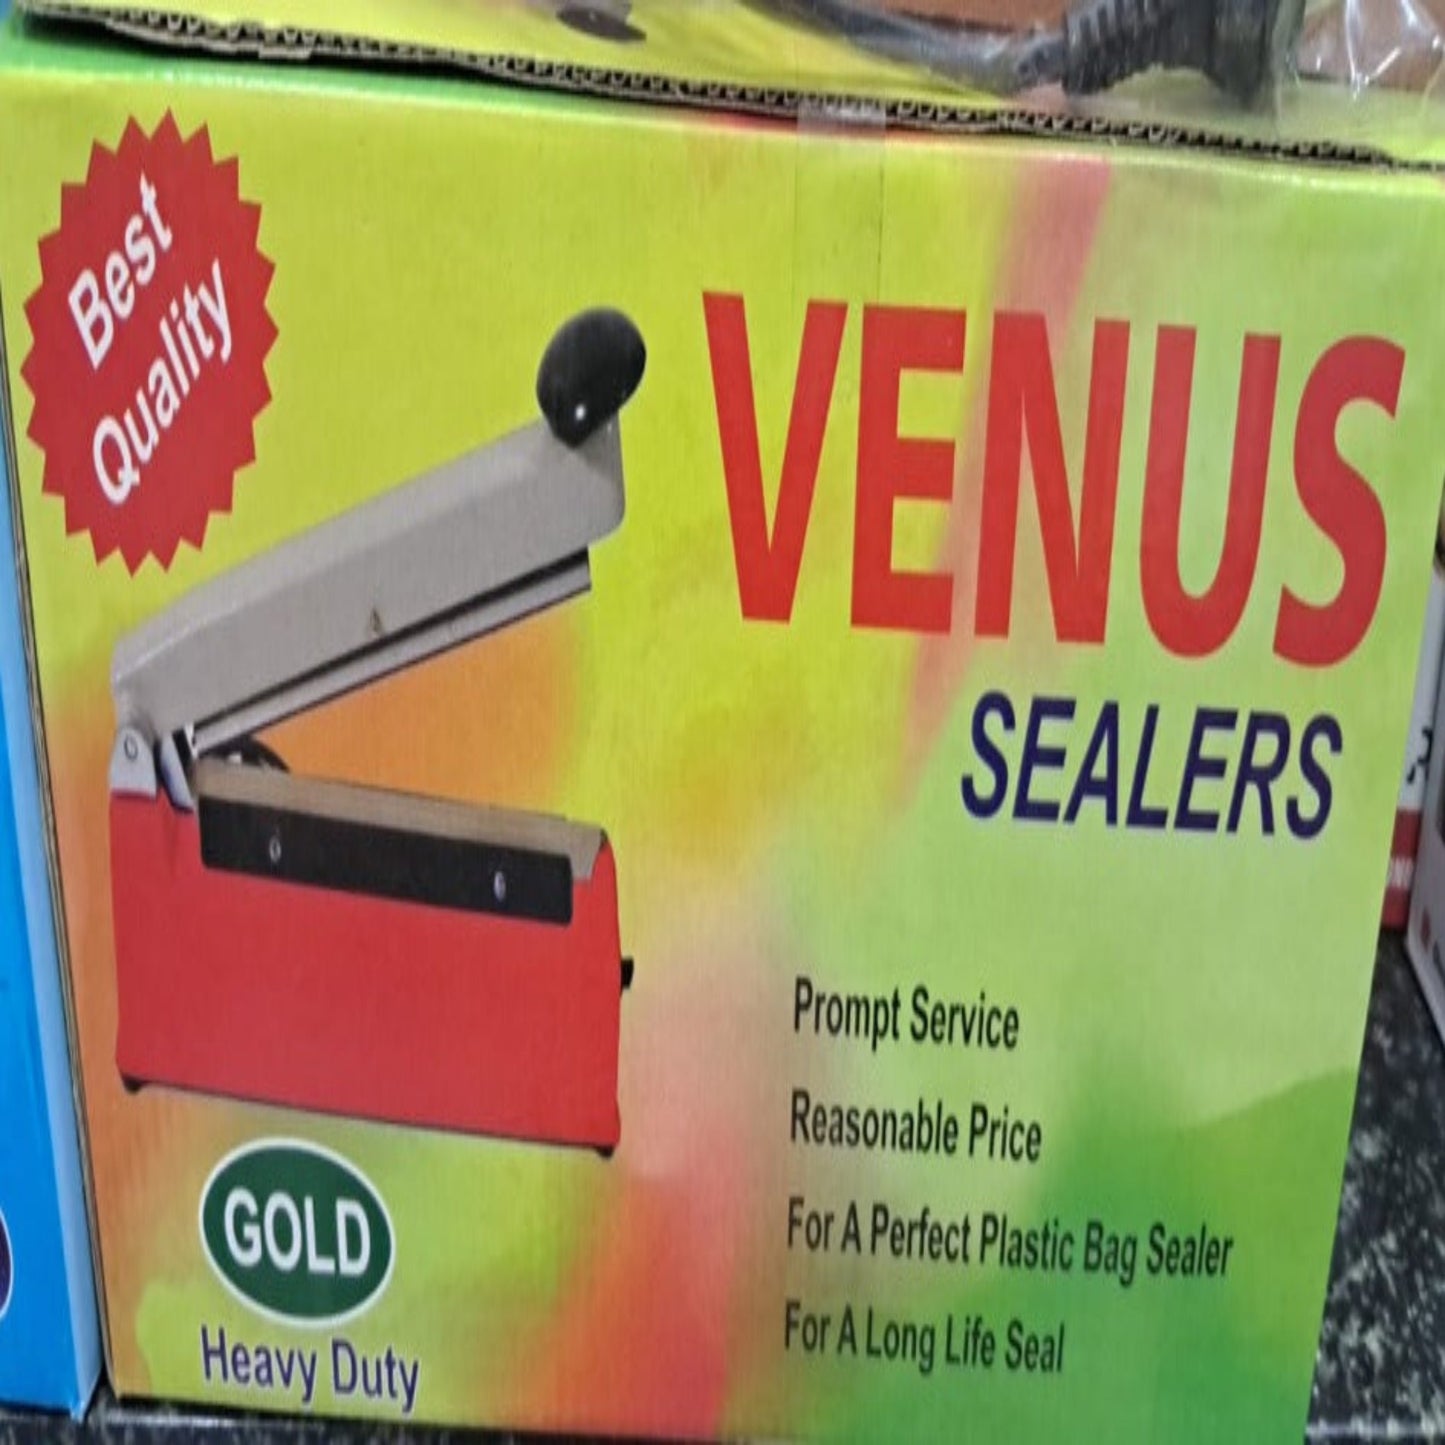 Best
Quality
VENUS
SEALERS
Prompt Service
Reasonable Price
For A Perfect Plastic Bag Sealer
For A Long Life Seal
GOLD
Heavy Duty